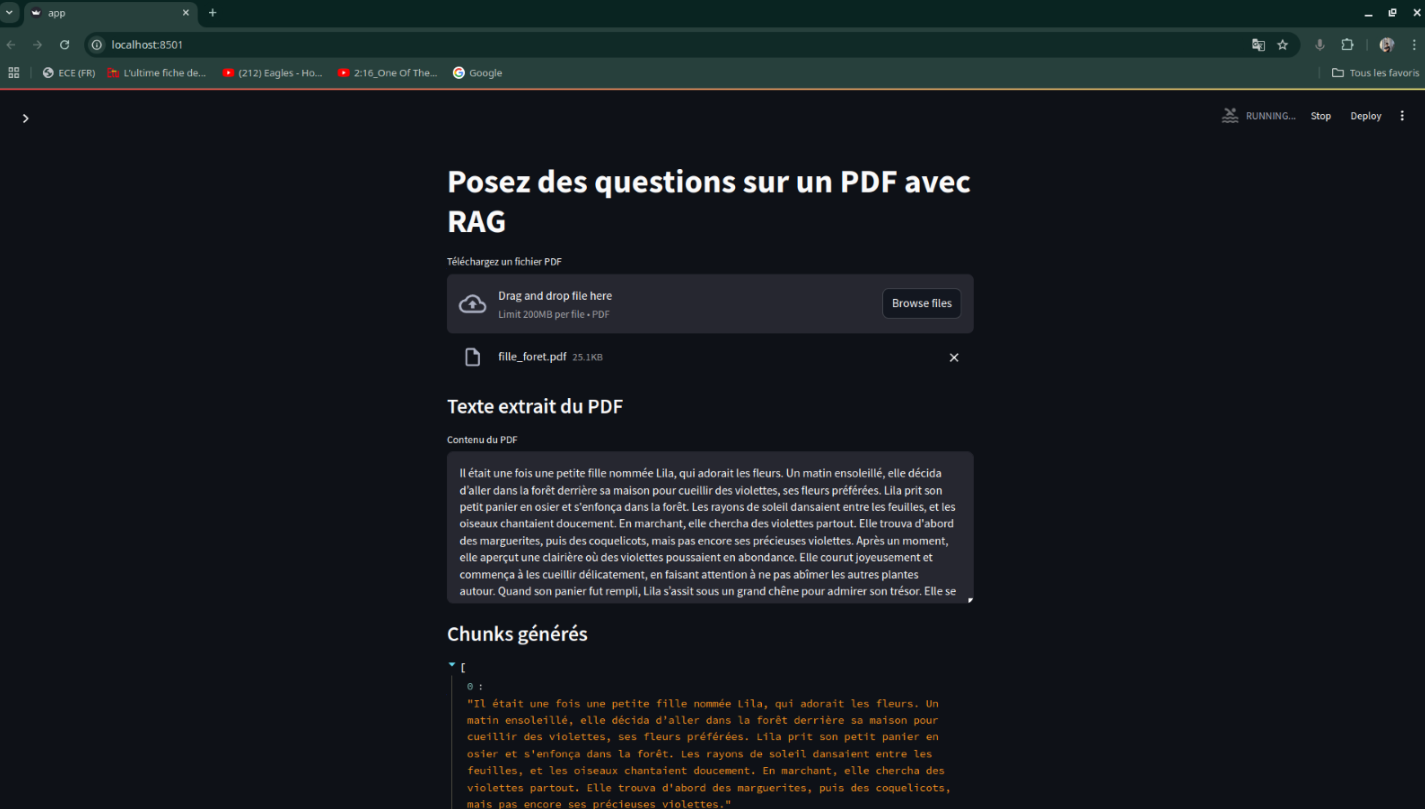 app
localhost:8501
ECE (FR) L'ultime fiche de... (212) Eagles - Ho... 2:16_One Of The... Google Tous les favoris
RUNNING... Stop Deploy
Posez des questions sur un PDF avec
RAG
Téléchargez un fichier PDF
Drag and drop file here
Limit 200MB per file • PDF
Browse files
fille_foret.pdf 25.1KB
Texte extrait du PDF
Contenu du PDF
Il était une fois une petite fille nommée Lila, qui adorait les fleurs. Un matin ensoleillé, elle décida
d’aller dans la forêt derrière sa maison pour cueillir des violettes, ses fleurs préférées. Lila prit son
petit panier en osier et s'enfonça dans la forêt. Les rayons de soleil dansaient entre les feuilles, et les
oiseaux chantaient doucement. En marchant, elle chercha des violettes partout. Elle trouva d'abord
des marguerites, puis des coquelicots, mais pas encore ses précieuses violettes. Après un moment,
elle aperçut une clairière où des violettes poussaient en abondance. Elle courut joyeusement et
commença à les cueillir délicatement, en faisant attention à ne pas abîmer les autres plantes
autour. Quand son panier fut rempli, Lila s’assit sous un grand chêne pour admirer son trésor. Elle se
Chunks générés
[
0 :
"Il était une fois une petite fille nommée Lila, qui adorait les fleurs. Un
matin ensoleillé, elle décida d’aller dans la forêt derrière sa maison pour
cueillir des violettes, ses fleurs préférées. Lila prit son petit panier en
osier et s'enfonça dans la forêt. Les rayons de soleil dansaient entre les
feuilles, et les oiseaux chantaient doucement. En marchant, elle chercha des
violettes partout. Elle trouva d'abord des marguerites, puis des coquelicots,
mais pas encore ses précieuses violettes."